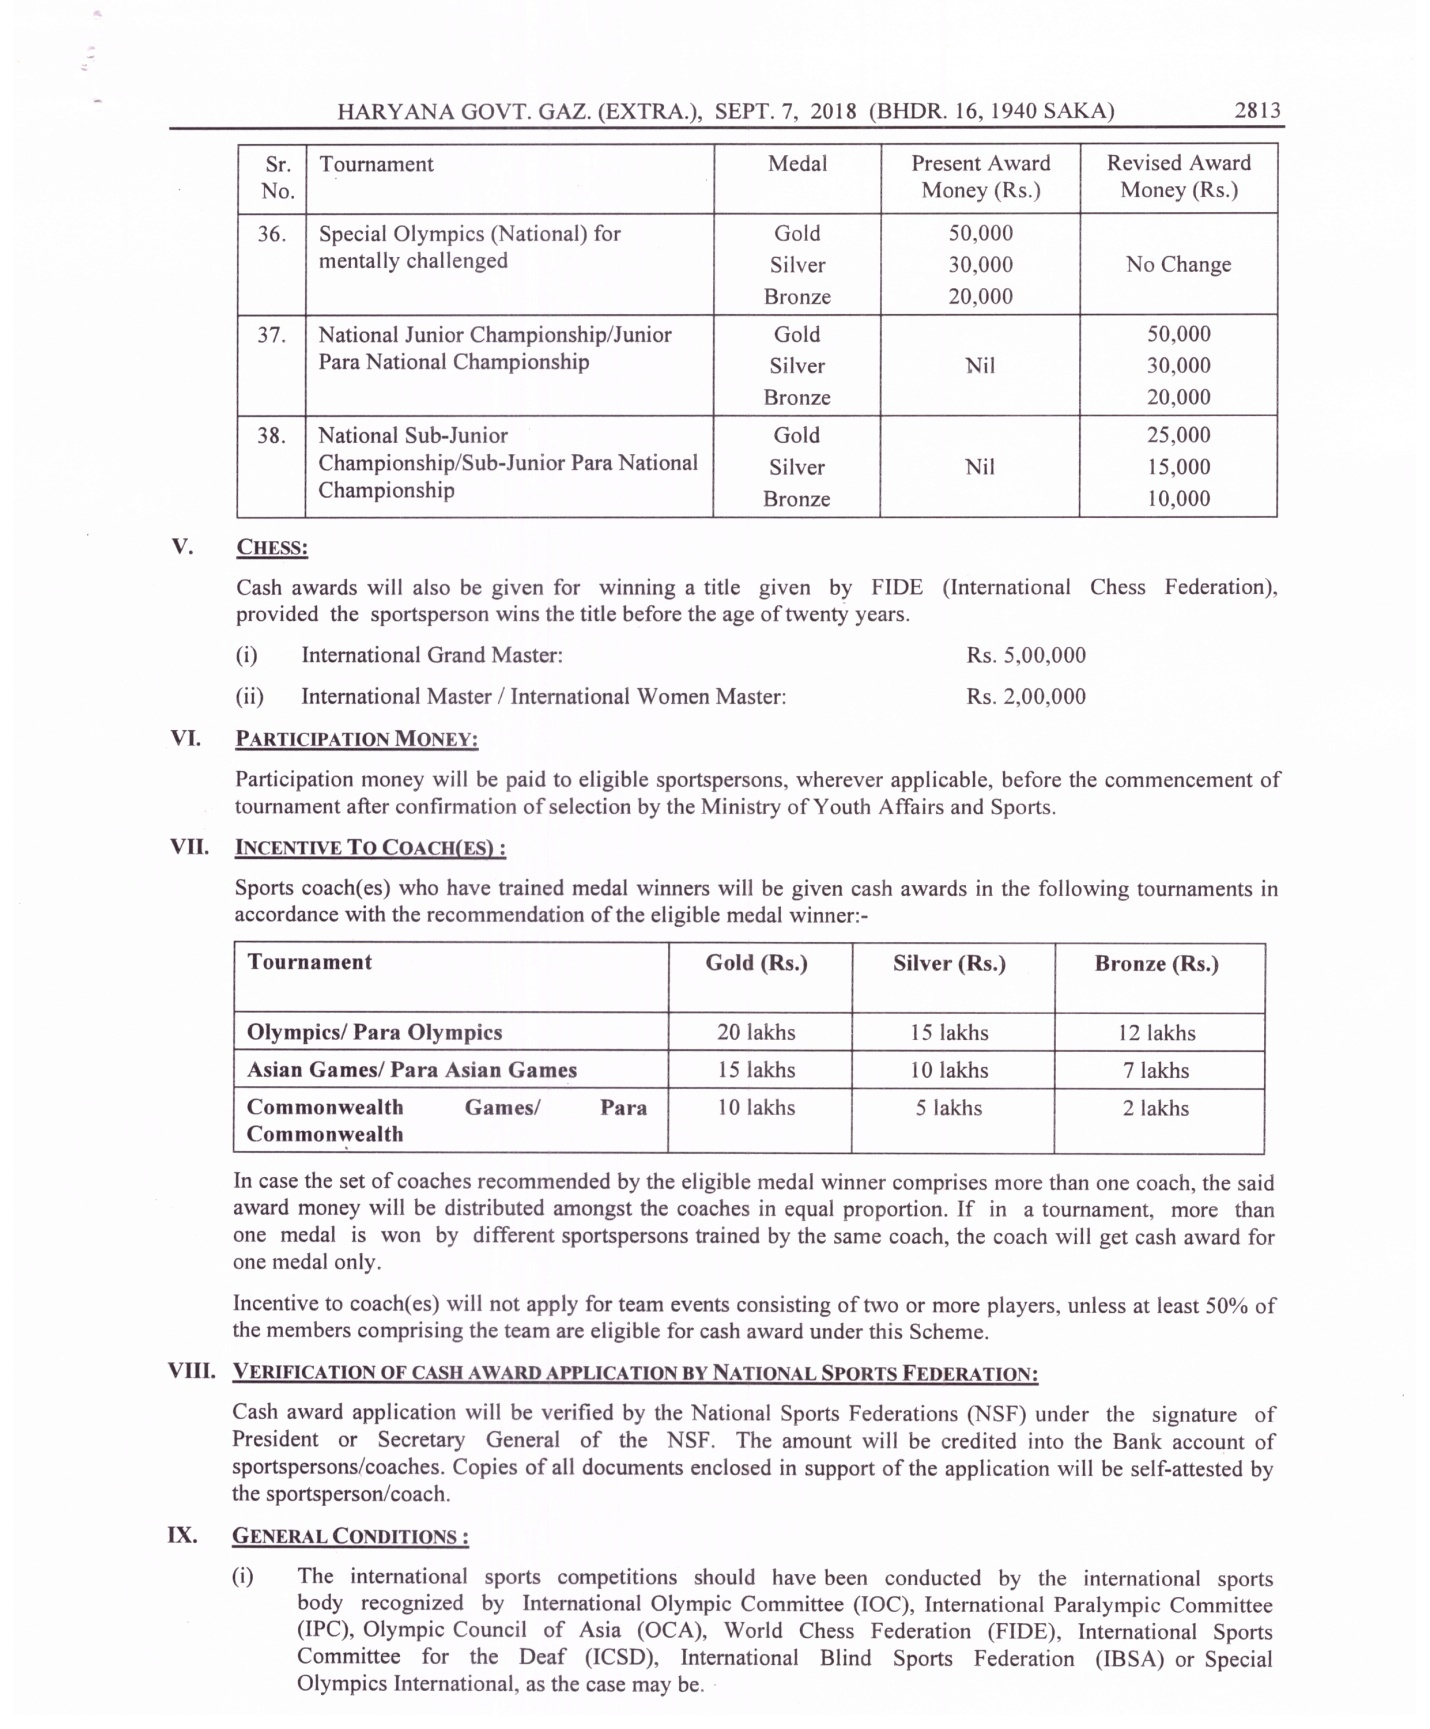 HARYANA GOVT. GAZ. (EXTRA.), SEPT. 7, 2018 (BHDR. 16, 1940 SAKA) 2813
Sr. No. Tournament Medal Present Award Money (Rs.) Revised Award Money (Rs.)
36. Special Olympics (National) for mentally challenged Gold 50,000 No Change
Silver 30,000
Bronze 20,000
37. National Junior Championship/Junior Para National Championship Gold Nil 50,000
Silver 30,000
Bronze 20,000
38. National Sub-Junior Championship/Sub-Junior Para National Championship Gold Nil 25,000
Silver 15,000
Bronze 10,000
V. CHESS:
Cash awards will also be given for winning a title given by FIDE (International Chess Federation),
provided the sportsperson wins the title before the age of twenty years.
(i) International Grand Master: Rs. 5,00,000
(ii) International Master / International Women Master: Rs. 2,00,000
VI. PARTICIPATION MONEY:
Participation money will be paid to eligible sportspersons, wherever applicable, before the commencement of
tournament after confirmation of selection by the Ministry of Youth Affairs and Sports.
VII. INCENTIVE TO COACH(ES) :
Sports coach(es) who have trained medal winners will be given cash awards in the following tournaments in
accordance with the recommendation of the eligible medal winner:-
Tournament Gold (Rs.) Silver (Rs.) Bronze (Rs.)
Olympics/ Para Olympics 20 lakhs 15 lakhs 12 lakhs
Asian Games/ Para Asian Games 15 lakhs 10 lakhs 7 lakhs
Commonwealth Games/ Para 10 lakhs 5 lakhs 2 lakhs
Commonwealth
In case the set of coaches recommended by the eligible medal winner comprises more than one coach, the said
award money will be distributed amongst the coaches in equal proportion. If in a tournament, more than
one medal is won by different sportspersons trained by the same coach, the coach will get cash award for
one medal only.
Incentive to coach(es) will not apply for team events consisting of two or more players, unless at least 50% of
the members comprising the team are eligible for cash award under this Scheme.
VIII. VERIFICATION OF CASH AWARD APPLICATION BY NATIONAL SPORTS FEDERATION:
Cash award application will be verified by the National Sports Federations (NSF) under the signature of
President or Secretary General of the NSF. The amount will be credited into the Bank account of
sportspersons/coaches. Copies of all documents enclosed in support of the application will be self-attested by
the sportsperson/coach.
IX. GENERAL CONDITIONS :
(i) The international sports competitions should have been conducted by the international sports
body recognized by International Olympic Committee (IOC), International Paralympic Committee
(IPC), Olympic Council of Asia (OCA), World Chess Federation (FIDE), International Sports
Committee for the Deaf (ICSD), International Blind Sports Federation (IBSA) or Special
Olympics International, as the case may be.